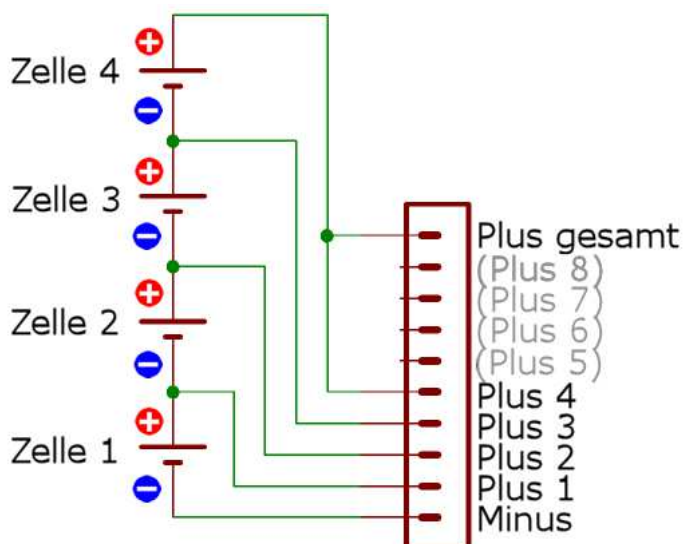 Zelle 4
Zelle 3
Zelle 2
Zelle 1
Plus gesamt
(Plus 8)
(Plus 7)
(Plus 6)
(Plus 5)
Plus 4
Plus 3
Plus 2
Plus 1
Minus